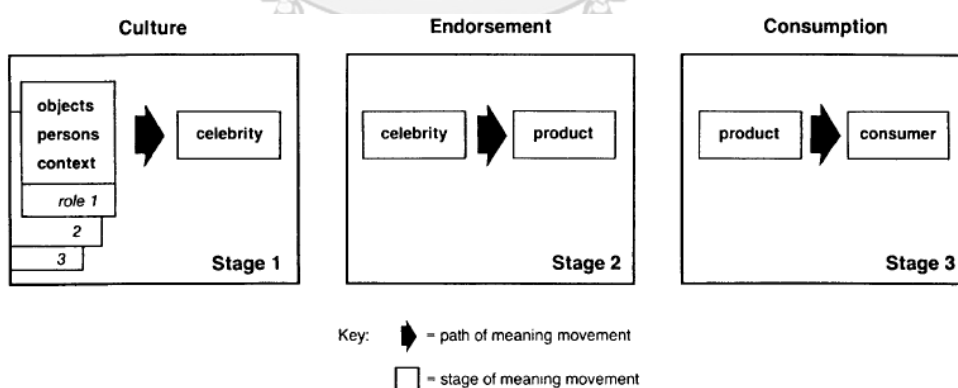 Culture
Endorsement
Consumption
objects
persons
context
role 1
2
3
celebrity
Stage 1
celebrity
product
Stage 2
product
consumer
Stage 3
Key:
= path of meaning movement
= stage of meaning movement